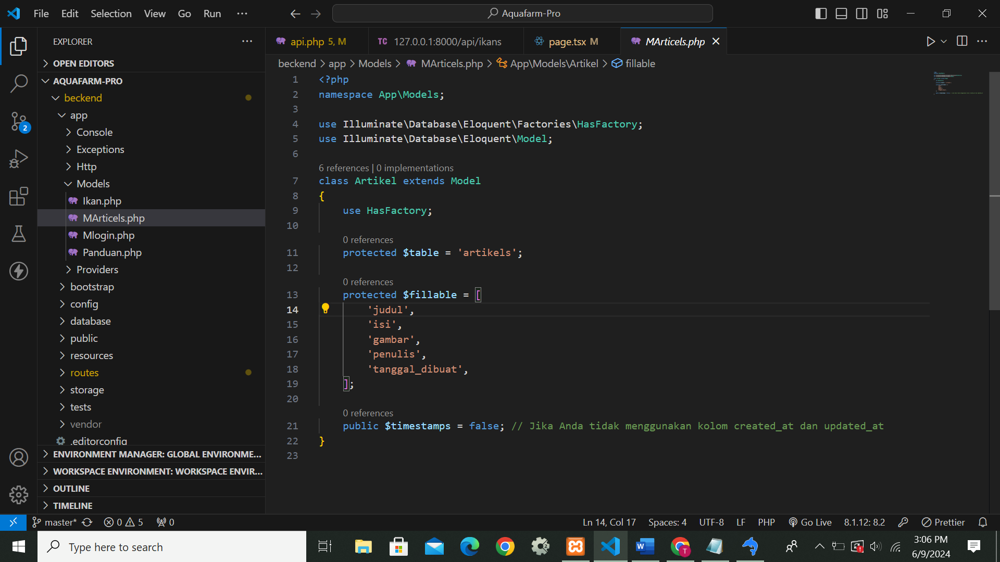 File Edit Selection View Go Run ···
Aquafarm-Pro
EXPLORER
OPEN EDITORS
AQUAFARM-PRO
beckend
app
Console
Exceptions
Http
Models
Ikan.php
MArticels.php
Mlogin.php
Panduan.php
Providers
bootstrap
config
database
public
resources
routes
storage
tests
vendor
.editorconfig
ENVIRONMENT MANAGER: GLOBAL ENVIRONME...
WORKSPACE ENVIRONMENT: WORKSPACE ENVIR...
OUTLINE
TIMELINE
2
api.php 5, M
TC 127.0.0.1:8000/api/ikans
page.tsx M
MArticels.php
beckend > app > Models > MArticels.php > App\Models\Artikel > fillable
1 <?php
2 namespace App\Models;
3
4 use Illuminate\Database\Eloquent\Factories\HasFactory;
5 use Illuminate\Database\Eloquent\Model;
6
6 references | 0 implementations
7 class Artikel extends Model
8 {
9 use HasFactory;
10
0 references
11 protected $table = 'artikels';
12
0 references
13 protected $fillable = [
14 'judul',
15 'isi',
16 'gambar',
17 'penulis',
18 'tanggal_dibuat',
19 ];
20
0 references
21 public $timestamps = false; // Jika Anda tidak menggunakan kolom created_at dan updated_at
22 }
23
master* 0 5 0
Ln 14, Col 17 Spaces: 4 UTF-8 LF PHP Go Live 8.1.12: 8.2 Prettier
Type here to search
3:06 PM
6/9/2024